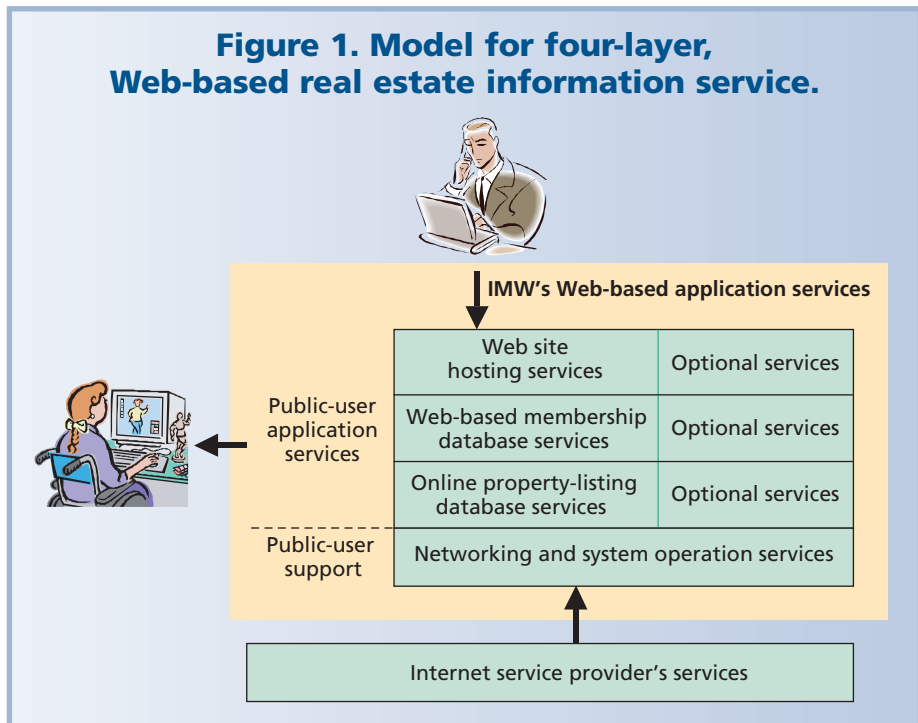 Figure 1. Model for four-layer,
Web-based real estate information service.
IMW's Web-based application services
Web site
hosting services
Optional services
Public-user
application
services
Web-based membership
database services
Optional services
Online property-listing
database services
Optional services
Public-user
support
Networking and system operation services
Internet service provider's services